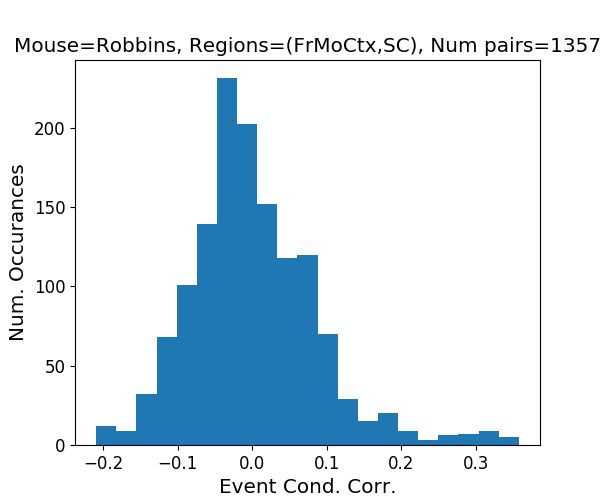 Mouse=Robbins, Regions=(FrMoCtx,SC), Num pairs=1357
Num. Occurances
200
150
100
50
0
−0.2 −0.1 0.0 0.1 0.2 0.3
Event Cond. Corr.